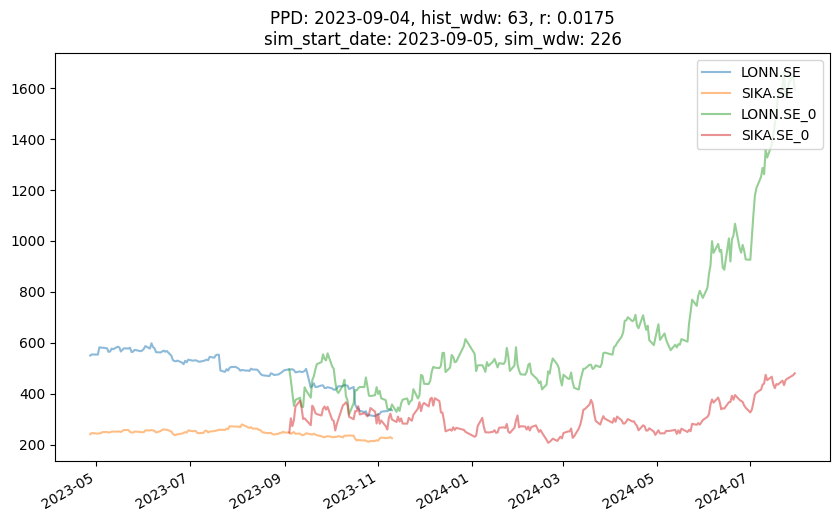 PPD: 2023-09-04, hist_wdw: 63, r: 0.0175
sim_start_date: 2023-09-05, sim_wdw: 226
LONN.SE
SIKA.SE
LONN.SE_0
SIKA.SE_0
1600
1400
1200
1000
800
600
400
200
2023-05
2023-07
2023-09
2023-11
2024-01
2024-03
2024-05
2024-07